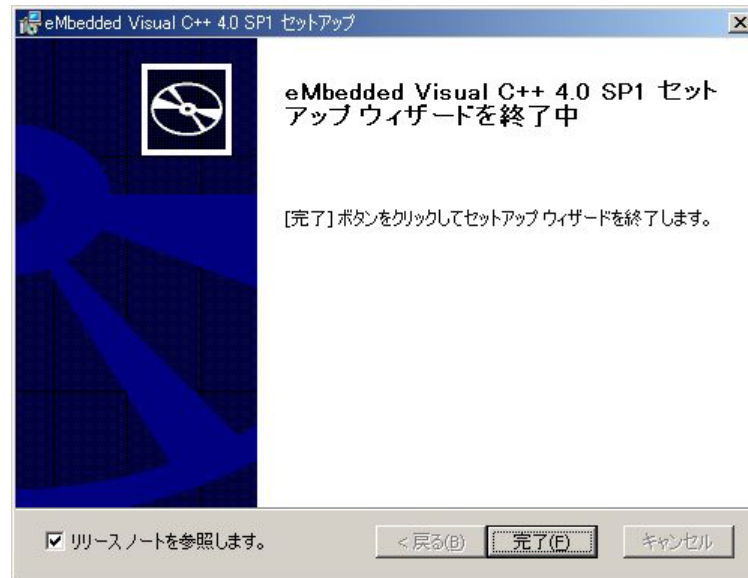 eMbedded Visual C++ 4.0 SP1 セットアップ
eMbedded Visual C++ 4.0 SP1 セット
アップ ウィザードを終了中
[完了] ボタンをクリックしてセットアップ ウィザードを終了します。
リリース ノートを参照します。
< 戻る(B)
完了(F)
キャンセル